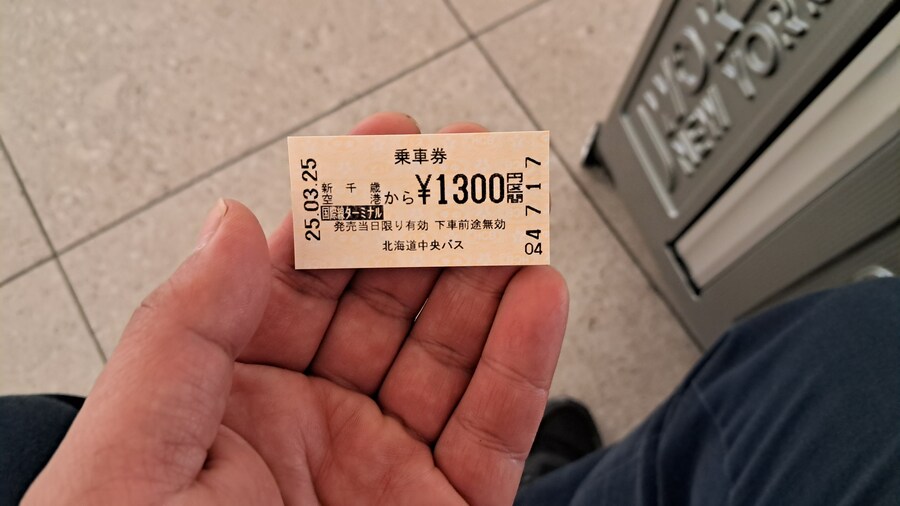 乗車券
25.03.25
新千歳
空港から¥1300円区間
国際線ターミナル
発売当日限り有効 下車前途無効
北海道中央バス
4717
04
NEW YORK